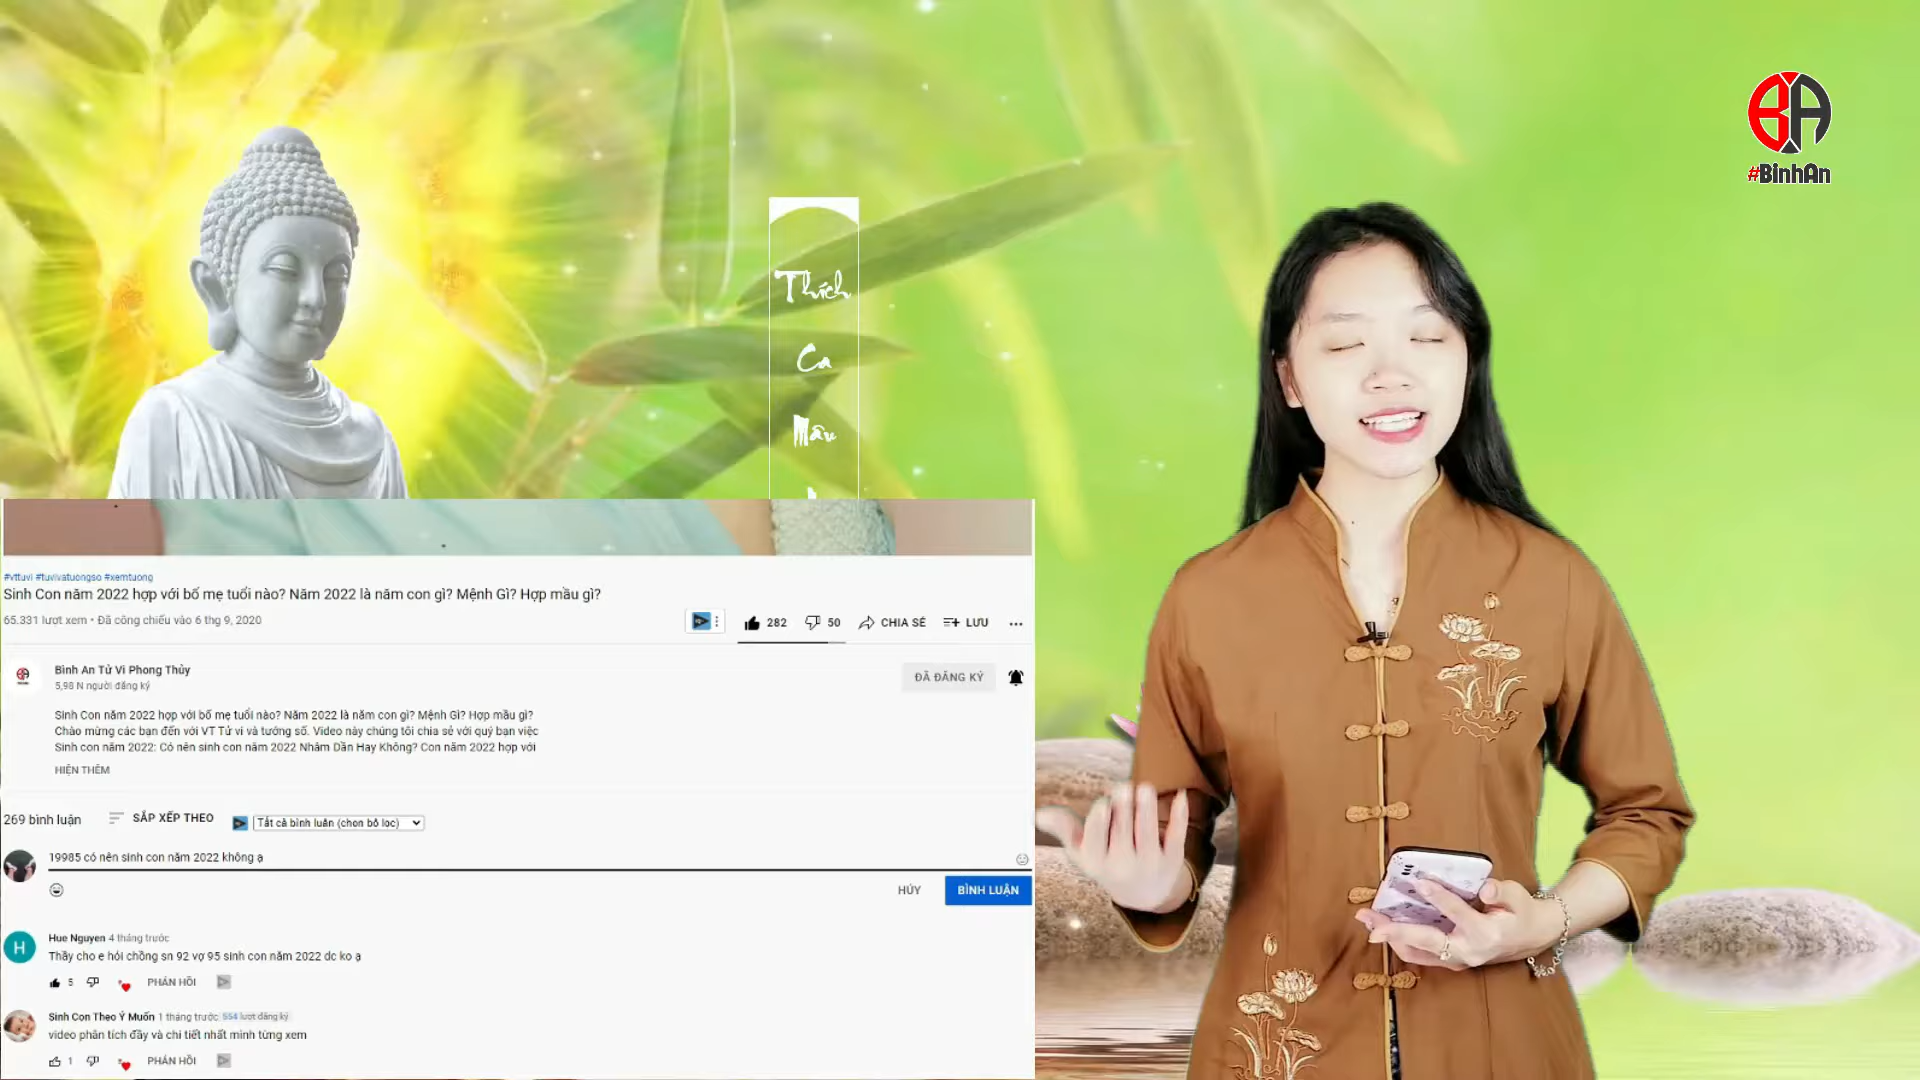 BA
#BinhAn
Thích
Ca
Mâu
#vttuvi #tuvivatuongso #xemtuong
Sinh Con năm 2022 hợp với bố mẹ tuổi nào? Năm 2022 là năm con gì? Mệnh Gì? Hợp mầu gì?
65.331 lượt xem • Đã công chiếu vào 6 thg 9, 2020
282
50
CHIA SẺ
LƯU
Bình An Tử Vi Phong Thủy
5,98 N người đăng ký
ĐÃ ĐĂNG KÝ
Sinh Con năm 2022 hợp với bố mẹ tuổi nào? Năm 2022 là năm con gì? Mệnh Gì? Hợp mầu gì?
Chào mừng các bạn đến với VT Tử vi và tướng số. Video này chúng tôi chia sẻ với quý bạn việc
Sinh con năm 2022: Có nên sinh con năm 2022 Nhâm Dần Hay Không? Con năm 2022 hợp với
HIỆN THÊM
269 bình luận
SẮP XẾP THEO
Tất cả bình luận (chọn bộ lọc)
19985 có nên sinh con năm 2022 không ạ
HỦY
BÌNH LUẬN
H
Hue Nguyen 4 tháng trước
Thầy cho e hỏi chồng sn 92 vợ 95 sinh con năm 2022 dc ko ạ
5
PHẢN HỒI
Sinh Con Theo Ý Muốn 1 tháng trước 554 lượt đăng ký
video phân tích đầy và chi tiết nhất mình từng xem
1
PHẢN HỒI